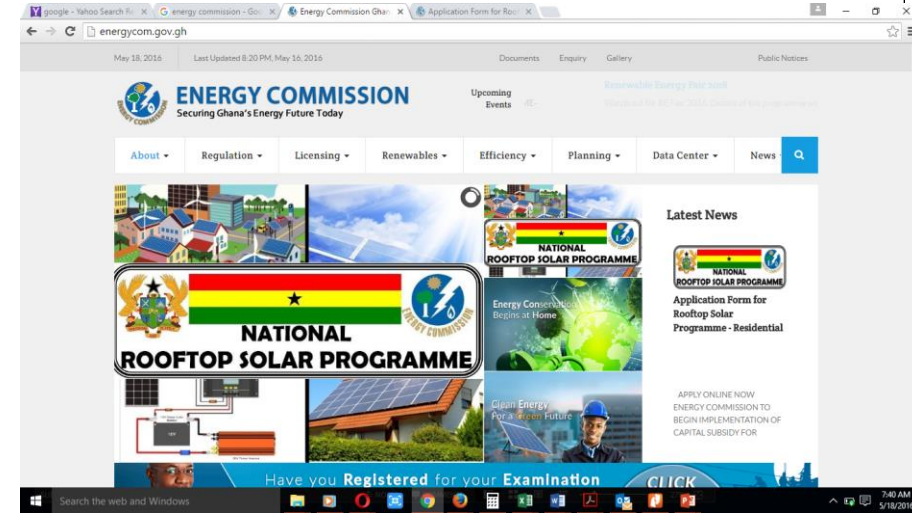 google - Yahoo Search Re
energy commission - Goo
Energy Commission Ghan
Application Form for Roof
energycom.gov.gh
May 18, 2016
Last Updated 8:20 PM, May 16, 2016
Documents
Enquiry
Gallery
Public Notices
ENERGY COMMISSION
Securing Ghana's Energy Future Today
Upcoming
Events
Renewable Energy Fair 2016
About
Regulation
Licensing
Renewables
Efficiency
Planning
Data Center
News
NATIONAL
ROOFTOP SOLAR PROGRAMME
ENERGY COMMISSION
NATIONAL
ROOFTOP SOLAR PROGRAMME
Energy Conservation
Begins at Home
Clean Energy
For a Green Future
Latest News
NATIONAL
ROOFTOP SOLAR PROGRAMME
Application Form for
Rooftop Solar
Programme - Residential
APPLY ONLINE NOW
ENERGY COMMISSION TO
BEGIN IMPLEMENTATION OF
CAPITAL SUBSIDY FOR
Have you Registered for your Examination
CLICK
Search the web and Windows
7:40 AM
5/18/2016